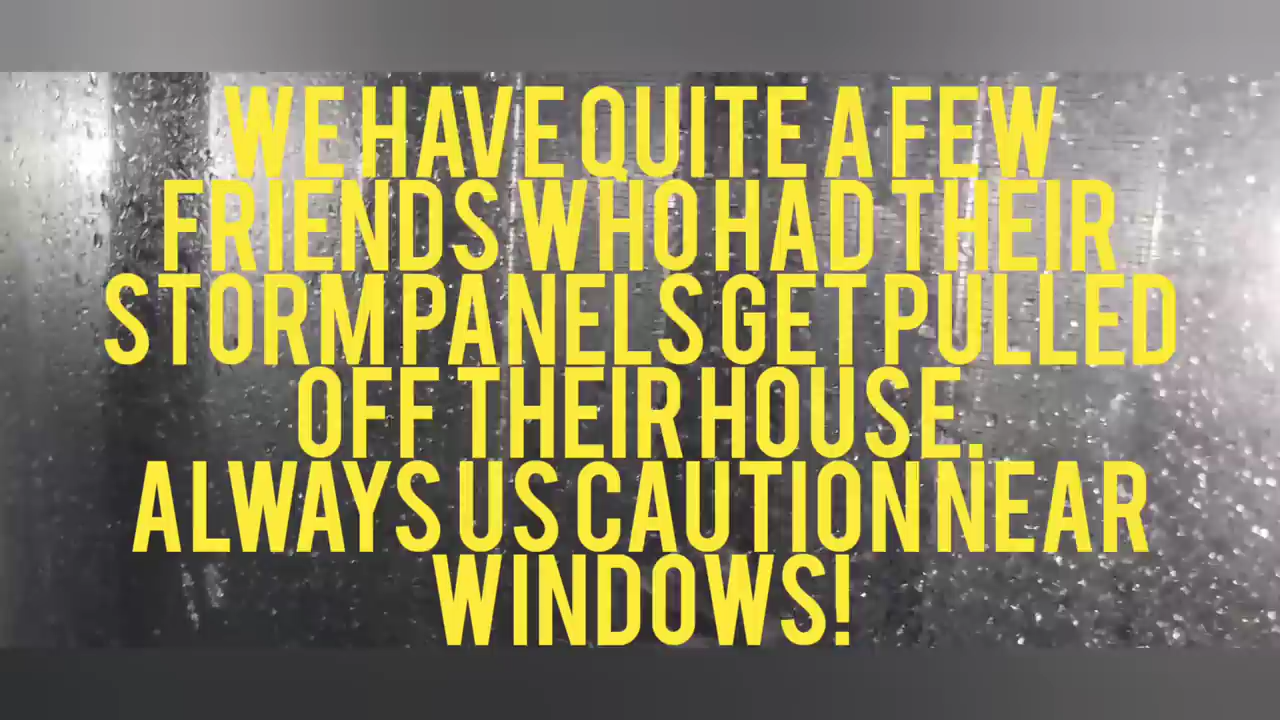 WE HAVE QUITE A FEW
FRIENDS WHO HAD THEIR
STORM PANELS GET PULLED
OFF THEIR HOUSE.
ALWAYS US CAUTION NEAR
WINDOWS!